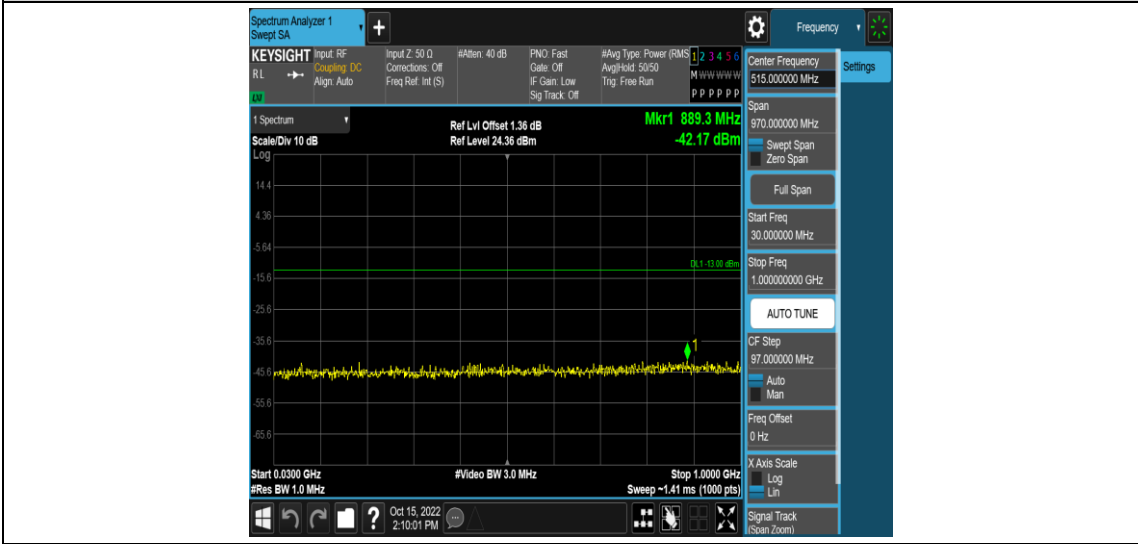 Spectrum Analyzer 1
Swept SA
+
Frequency
KEYSIGHT
R L
Input: RF
Coupling: DC
Align: Auto
Input Z: 50 Ω
Corrections: Off
Freq Ref: Int (S)
#Atten: 40 dB
PNO: Fast
Gate: Off
IF Gain: Low
Sig Track: Off
#Avg Type: Power (RMS
Avg|Hold: 50/50
Trig: Free Run
1 2 3 4 5 6
M W W W W W
P P P P P P
1 Spectrum
Scale/Div 10 dB
Log
Ref Lvl Offset 1.36 dB
Ref Level 24.36 dBm
Mkr1 889.3 MHz
-42.17 dBm
14.4
4.36
-5.64
DL1 -13.00 dBm
-15.6
-25.6
-35.6
1
-45.6
-55.6
-65.6
Start 0.0300 GHz
#Res BW 1.0 MHz
#Video BW 3.0 MHz
Stop 1.0000 GHz
Sweep ~1.41 ms (1000 pts)
?
Oct 15, 2022
2:10:01 PM
Center Frequency
515.000000 MHz
Settings
Span
970.000000 MHz
Swept Span
Zero Span
Full Span
Start Freq
30.000000 MHz
Stop Freq
1.000000000 GHz
AUTO TUNE
CF Step
97.000000 MHz
Auto
Man
Freq Offset
0 Hz
X Axis Scale
Log
Lin
Signal Track
(Span Zoom)